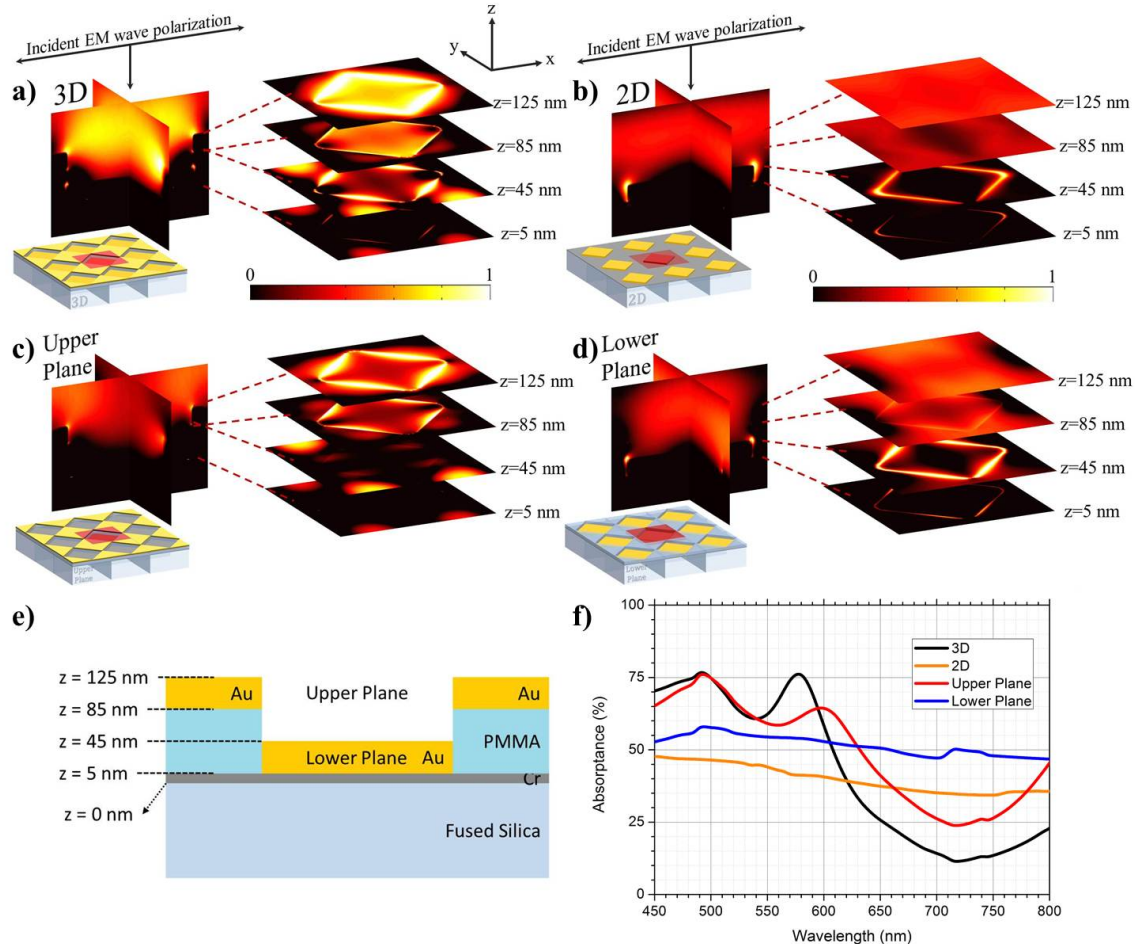 Incident EM wave polarization
z
y
x
Incident EM wave polarization
a)
3D
z=125 nm
z=85 nm
z=45 nm
z=5 nm
3D
0
1
b)
2D
z=125 nm
z=85 nm
z=45 nm
z=5 nm
2D
0
1
c)
Upper
Plane
z=125 nm
z=85 nm
z=45 nm
z=5 nm
Upper
Plane
d)
Lower
Plane
z=125 nm
z=85 nm
z=45 nm
z=5 nm
Lower
Plane
e)
z = 125 nm
Au
Upper Plane
Au
z = 85 nm
PMMA
z = 45 nm
Lower Plane
Au
z = 5 nm
Cr
z = 0 nm
Fused Silica
f)
100
75
50
25
0
Absorptance (%)
3D
2D
Upper Plane
Lower Plane
450 500 550 600 650 700 750 800
Wavelength (nm)